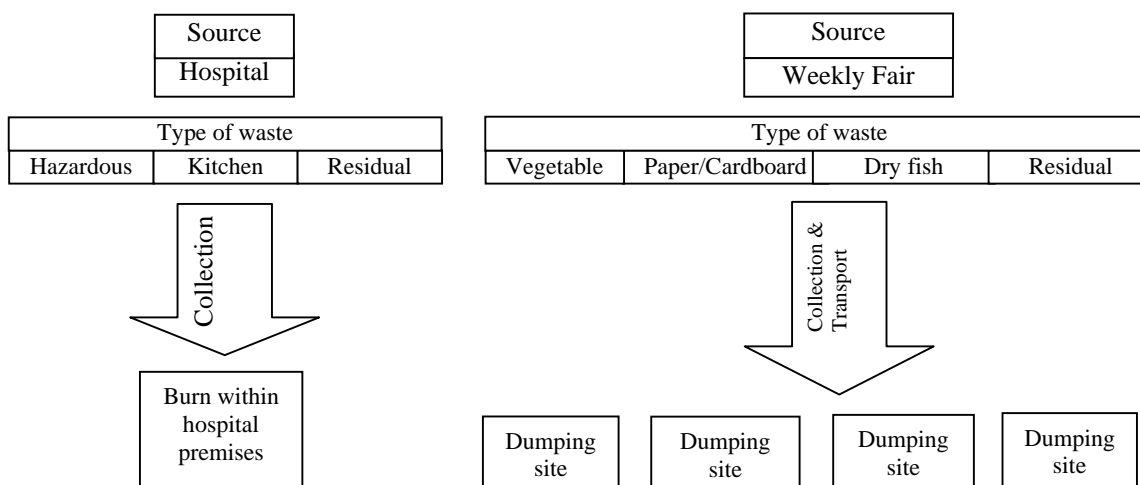 Source
Hospital
Type of waste
Hazardous Kitchen Residual
Collection
Burn within
hospital
premises
Source
Weekly Fair
Type of waste
Vegetable Paper/Cardboard Dry fish Residual
Collection &
Transport
Dumping
site
Dumping
site
Dumping
site
Dumping
site